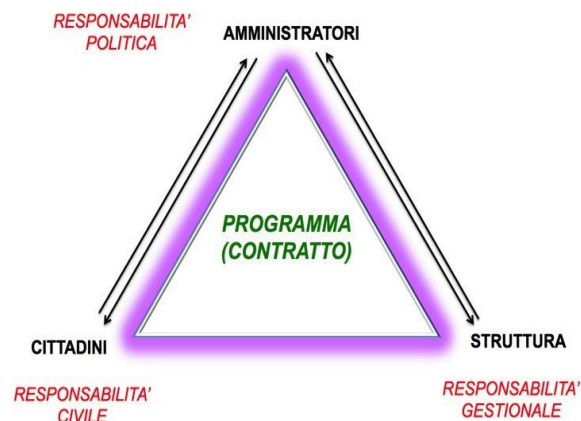 RESPONSABILITA'
POLITICA
AMMINISTRATORI
PROGRAMMA
(CONTRATTO)
CITTADINI
STRUTTURA
RESPONSABILITA'
CIVILE
RESPONSABILITA'
GESTIONALE